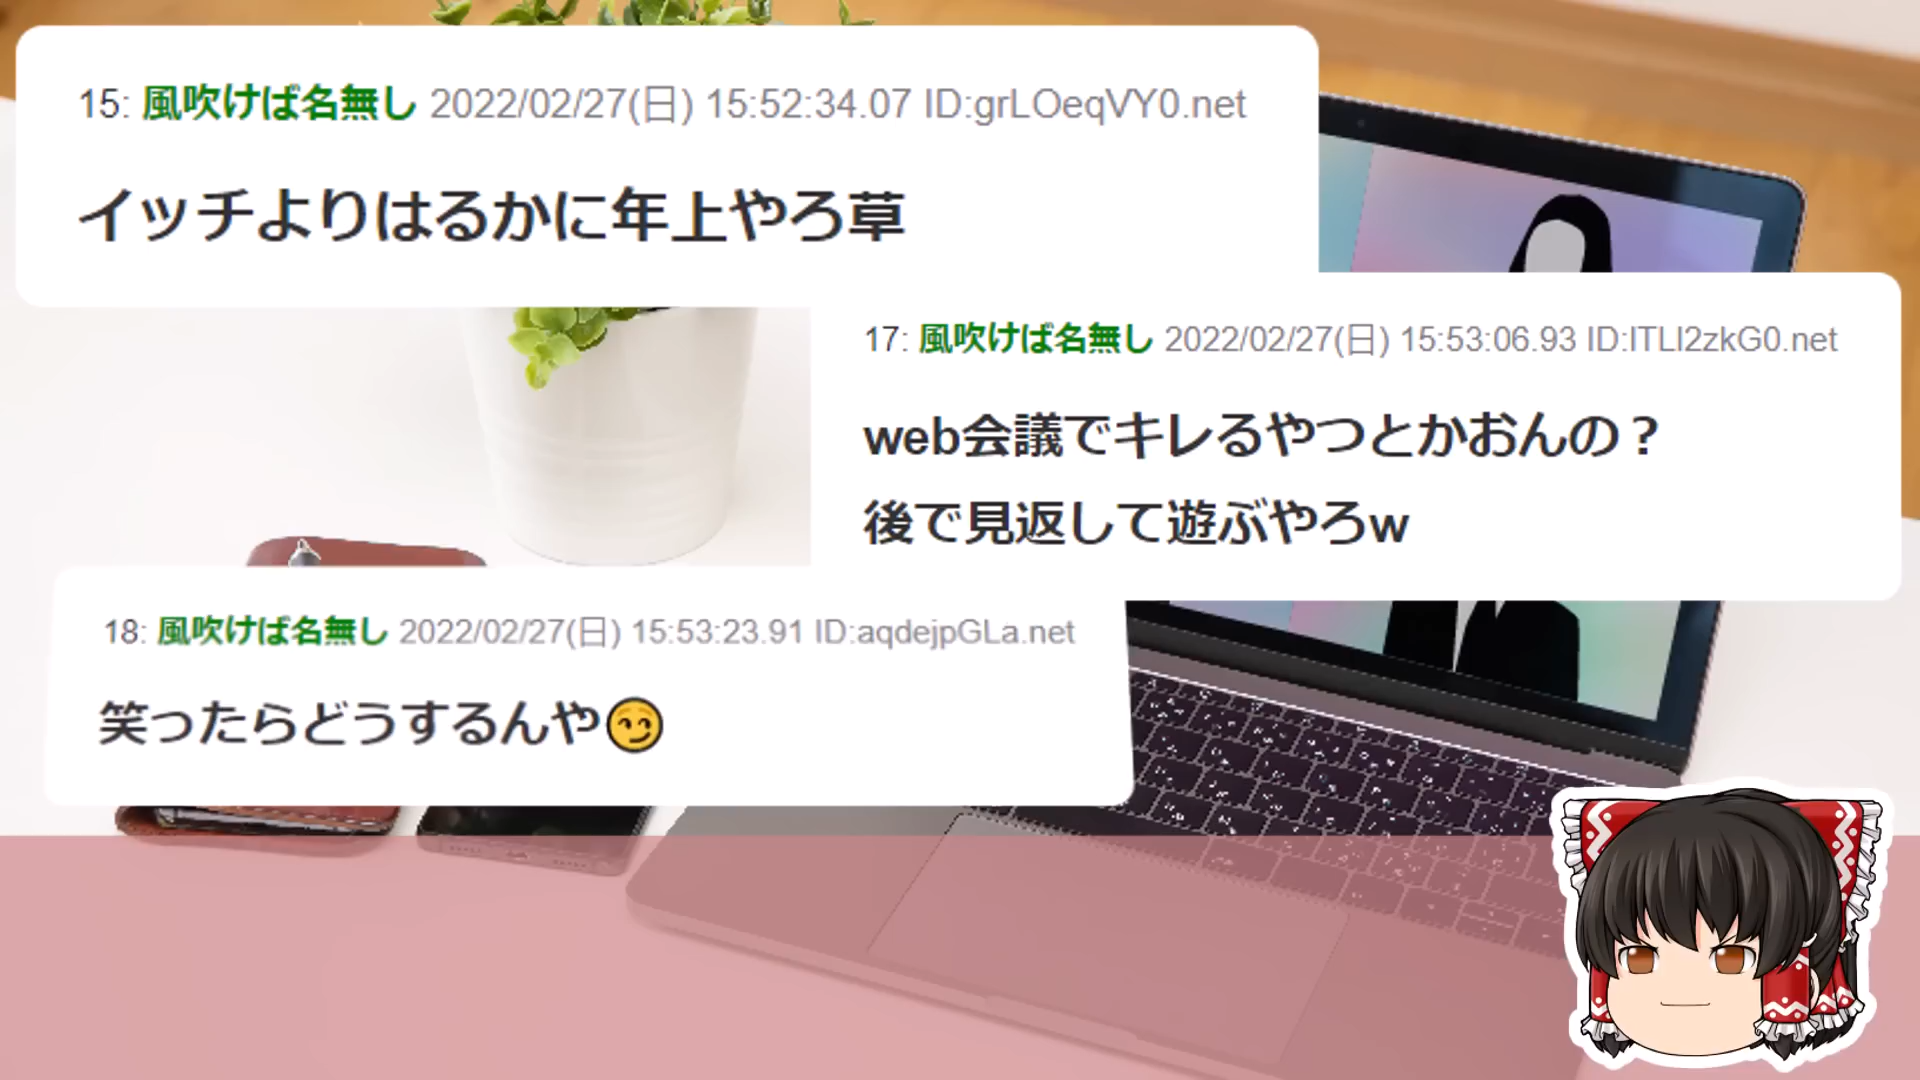 15: 風吹けば名無し 2022/02/27(日) 15:52:34.07 ID:grLOeqVY0.net
イッチよりはるかに年上やろ草
17: 風吹けば名無し 2022/02/27(日) 15:53:06.93 ID:lTLl2zkG0.net
web会議でキレるやつとかおんの？
後で見返して遊ぶやろw
18: 風吹けば名無し 2022/02/27(日) 15:53:23.91 ID:aqdejpGLa.net
笑ったらどうするんや😏